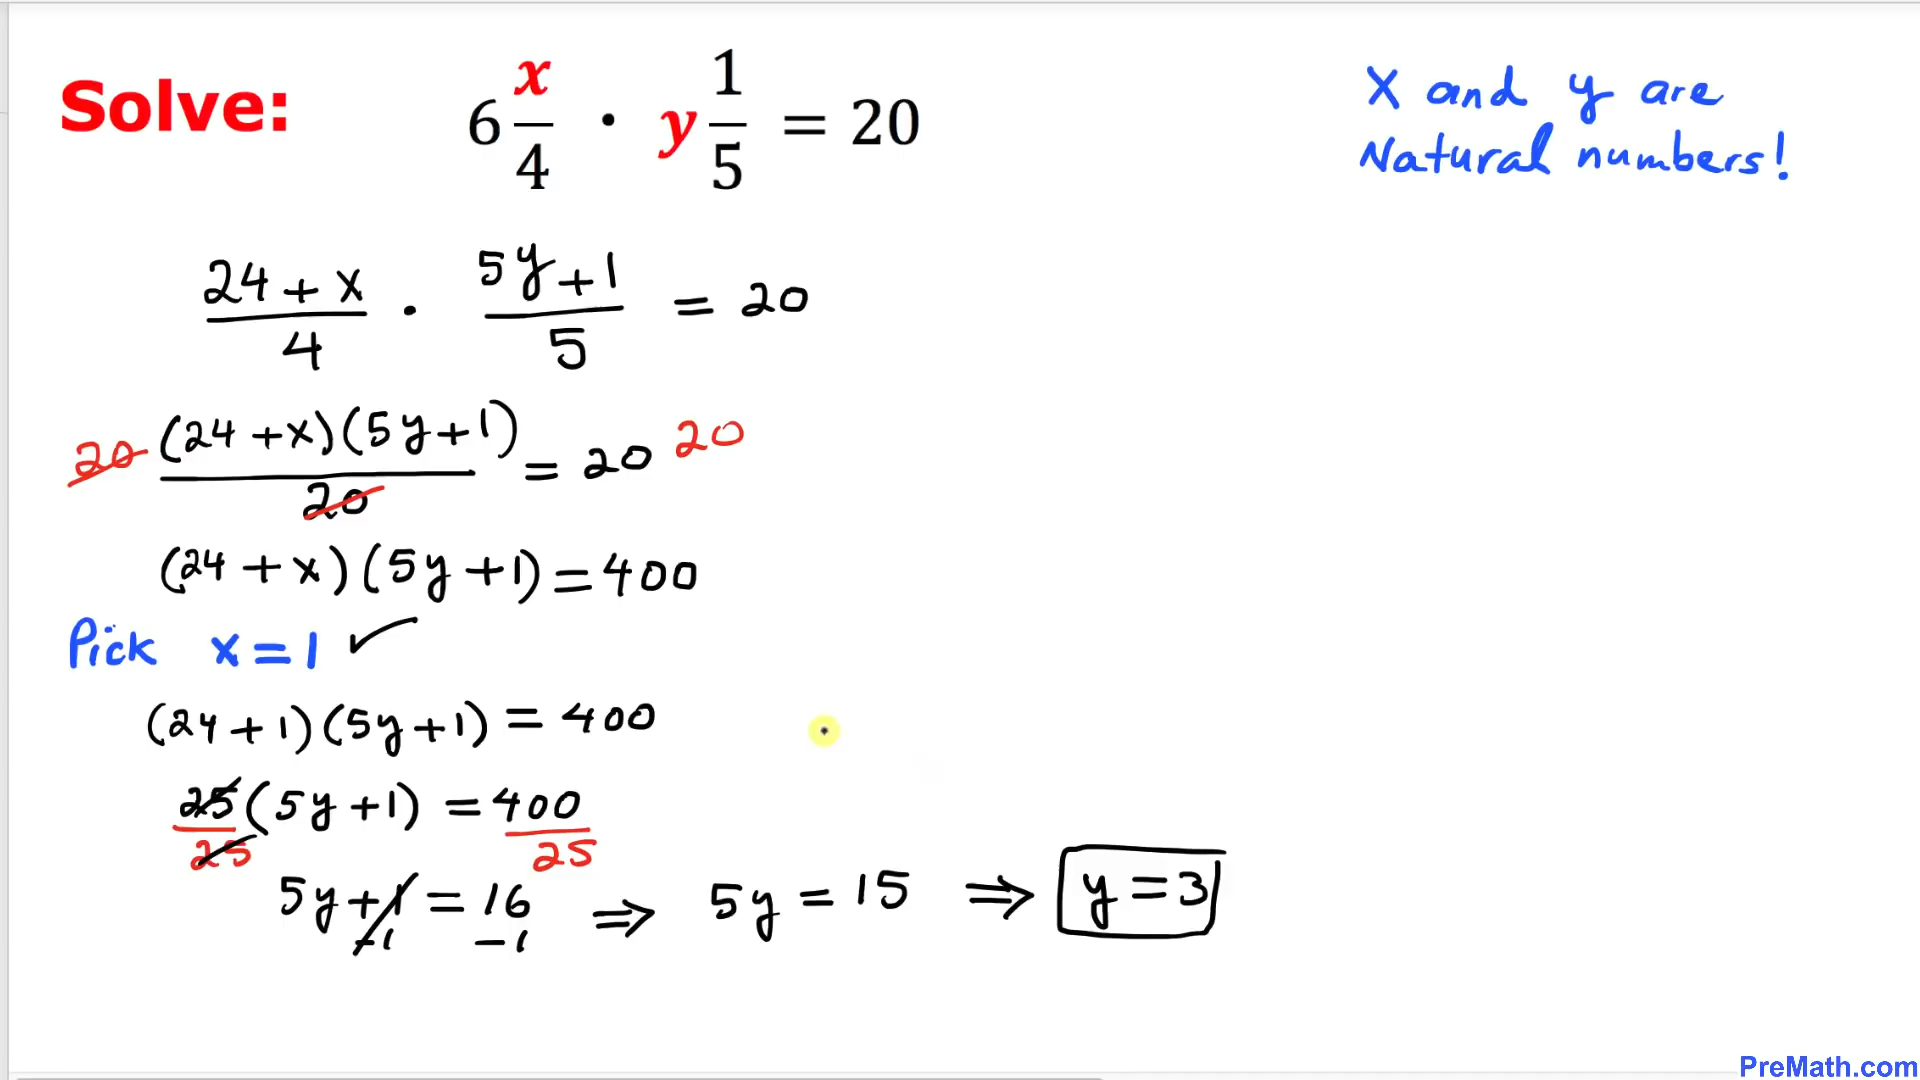 Solve: 6 x/4 · y 1/5 = 20
X and y are
Natural numbers!
24 + x / 4 · 5y + 1 / 5 = 20
20 (24 + x)(5y + 1) / 20 = 20 20
(24 + x)(5y + 1) = 400
Pick x = 1 ✓
(24 + 1)(5y + 1) = 400
25(5y + 1) = 400
25 25
5y + 1 = 16 ⇒ 5y = 15 ⇒ y = 3
-1 -1
PreMath.com